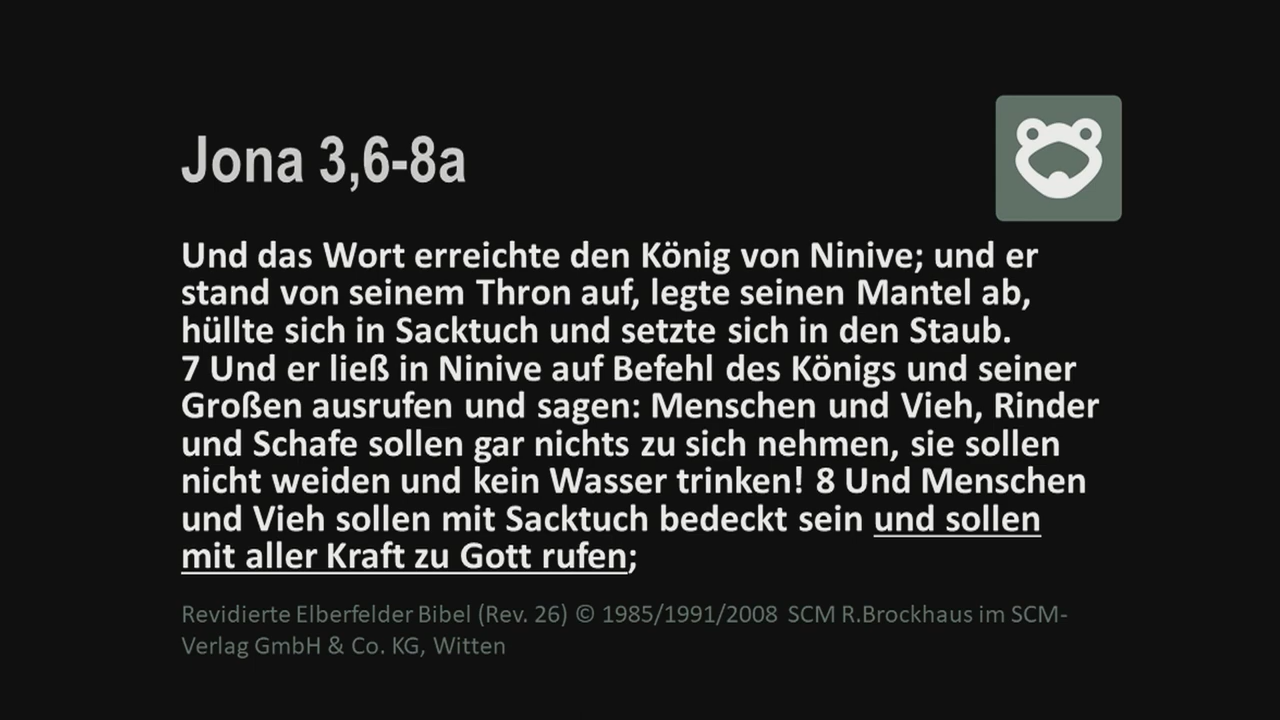 Jona 3,6-8a
Und das Wort erreichte den König von Ninive; und er
stand von seinem Thron auf, legte seinen Mantel ab,
hüllte sich in Sacktuch und setzte sich in den Staub.
7 Und er ließ in Ninive auf Befehl des Königs und seiner
Großen ausrufen und sagen: Menschen und Vieh, Rinder
und Schafe sollen gar nichts zu sich nehmen, sie sollen
nicht weiden und kein Wasser trinken! 8 Und Menschen
und Vieh sollen mit Sacktuch bedeckt sein und sollen
mit aller Kraft zu Gott rufen;
Revidierte Elberfelder Bibel (Rev. 26) © 1985/1991/2008 SCM R.Brockhaus im SCM-
Verlag GmbH & Co. KG, Witten